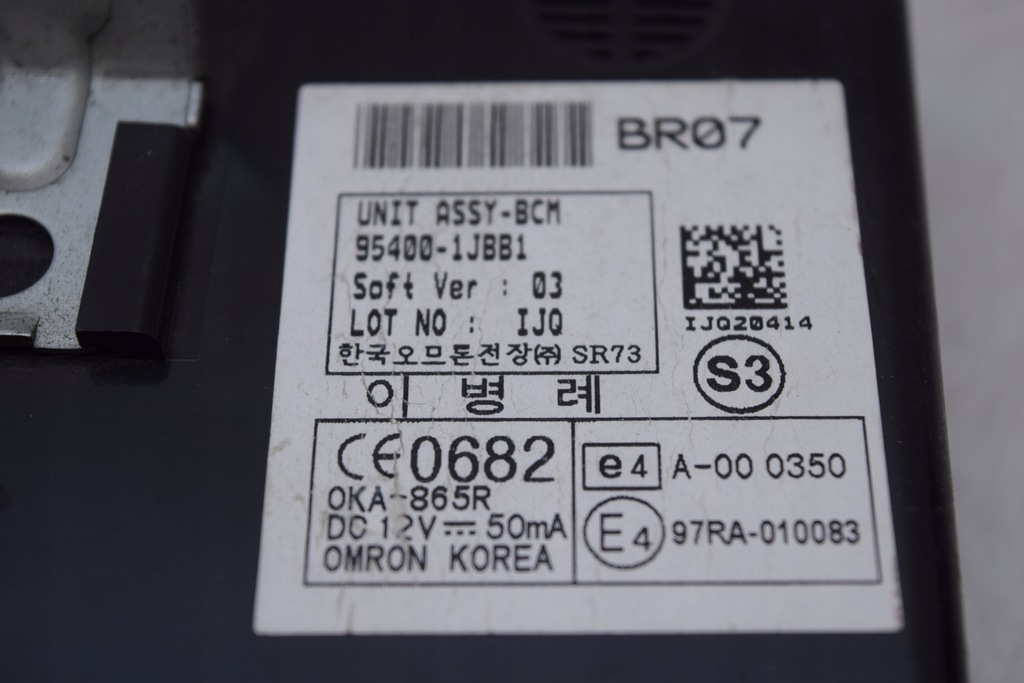 BR07
UNIT ASSY-BCM
95400-1JBB1
Soft Ver : 03
LOT NO : IJQ
한국오므론전장(주) SR73
IJQ20414
S3
이 병 례
CE0682
OKA-865R
DC 12V ⎓ 50mA
OMRON KOREA
e4 A-00 0350
E4 97RA-010083